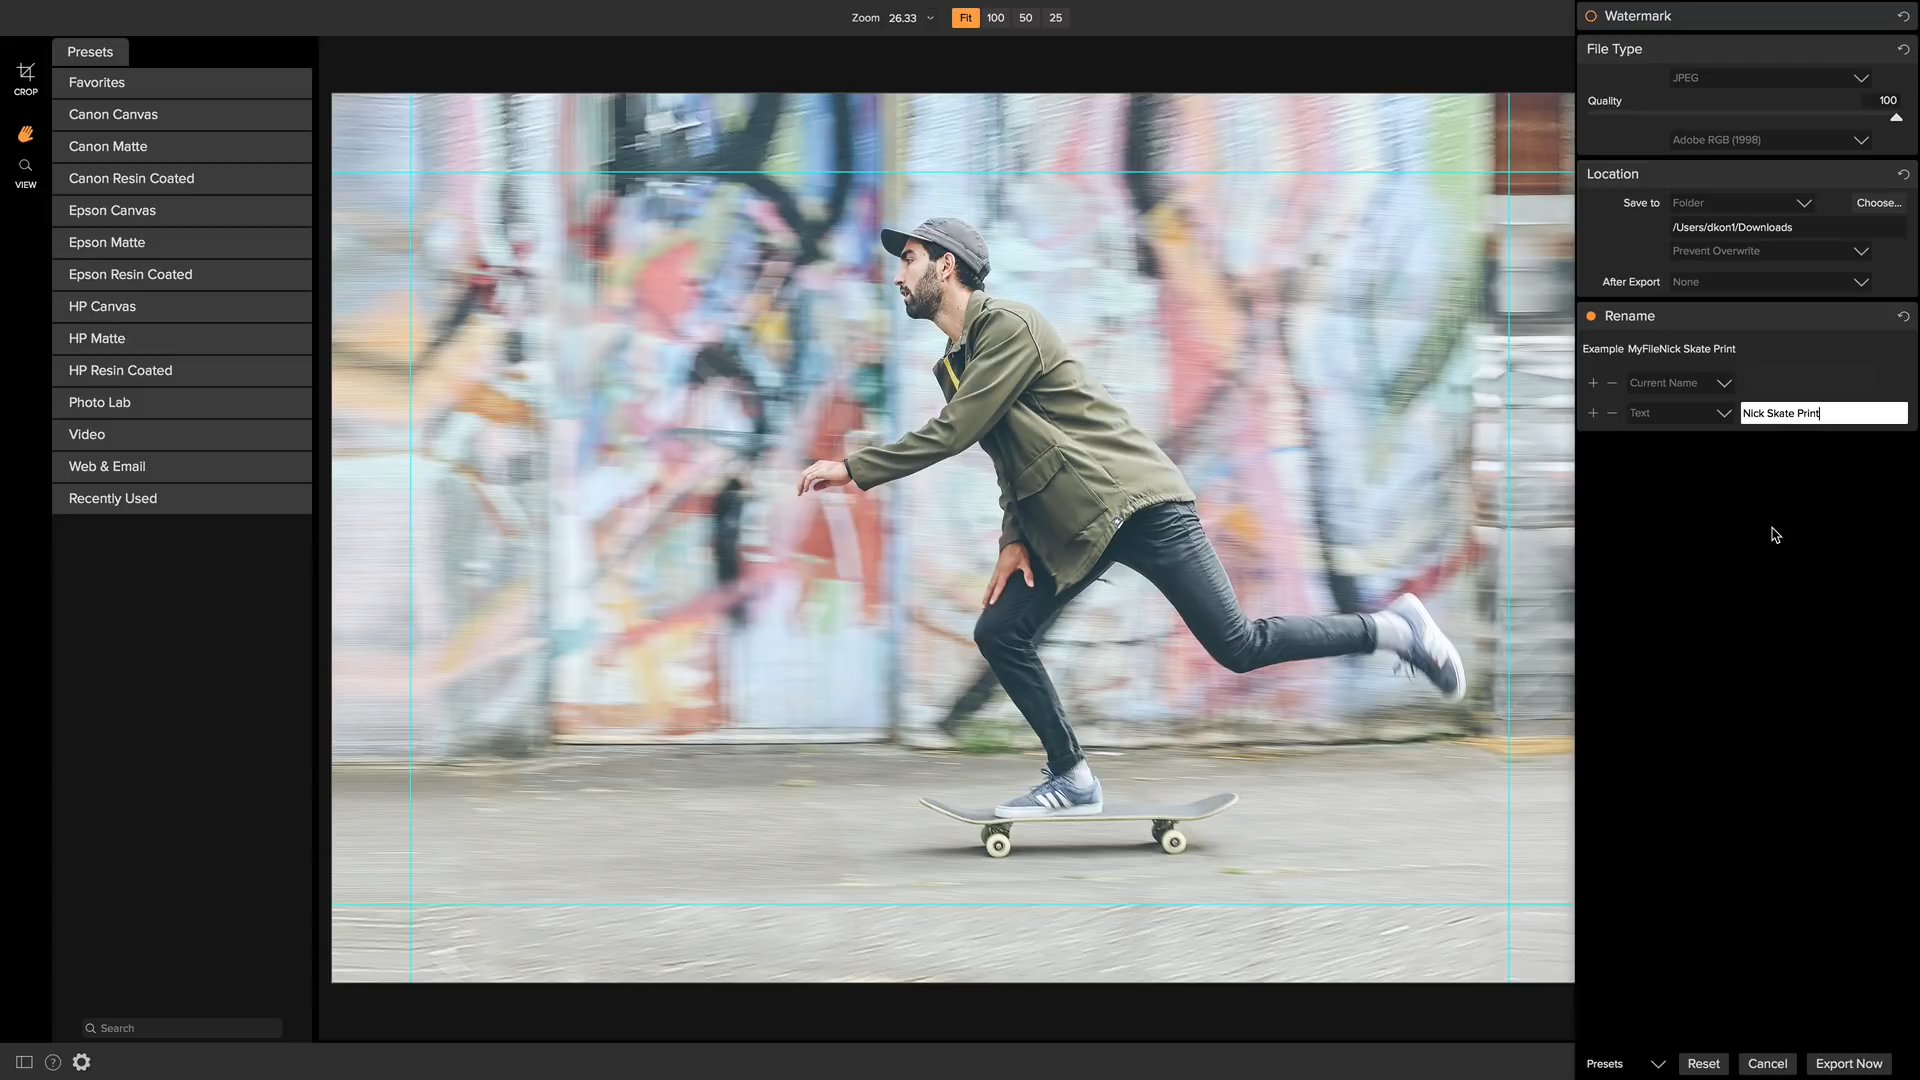 Zoom 26.33 Fit 100 50 25
Watermark
File Type
JPEG
Quality 100
Adobe RGB (1998)
Location
Save to Folder Choose...
/Users/dkon1/Downloads
Prevent Overwrite
After Export None
Rename
Example MyFileNick Skate Print
+ − Current Name
+ − Text Nick Skate Print
CROP
VIEW
Presets
Favorites
Canon Canvas
Canon Matte
Canon Resin Coated
Epson Canvas
Epson Matte
Epson Resin Coated
HP Canvas
HP Matte
HP Resin Coated
Photo Lab
Video
Web & Email
Recently Used
Search
?
Presets Reset Cancel Export Now